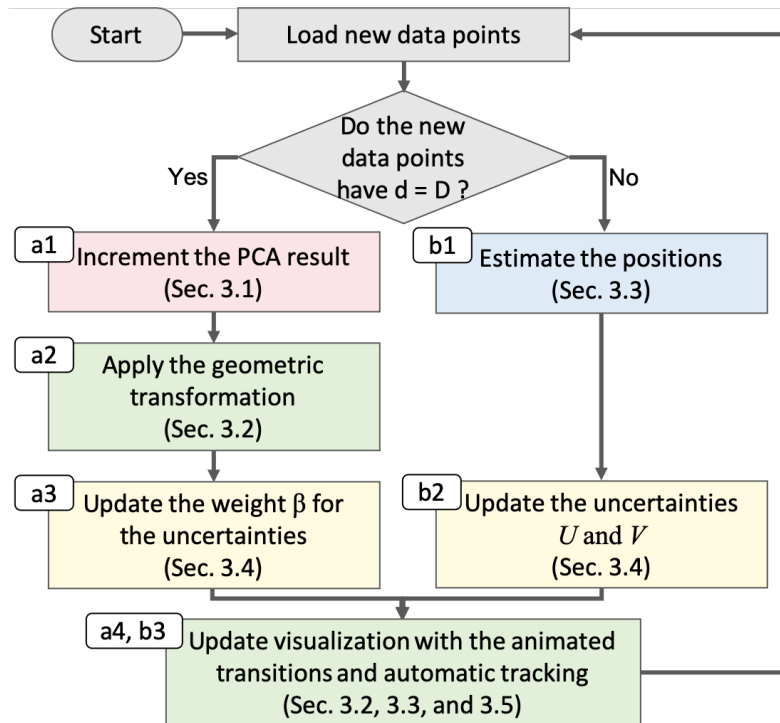 Start
Load new data points
Do the new
data points
have d = D ?
Yes
No
a1
Increment the PCA result
(Sec. 3.1)
b1
Estimate the positions
(Sec. 3.3)
a2
Apply the geometric
transformation
(Sec. 3.2)
a3
Update the weight β for
the uncertainties
(Sec. 3.4)
b2
Update the uncertainties
U and V
(Sec. 3.4)
a4, b3
Update visualization with the animated
transitions and automatic tracking
(Sec. 3.2, 3.3, and 3.5)